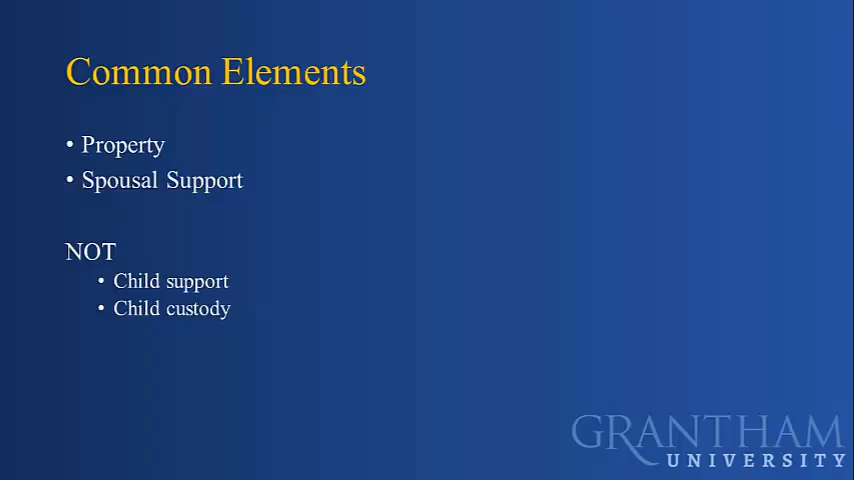 Common Elements
• Property
• Spousal Support
NOT
• Child support
• Child custody
GRANTHAM
UNIVERSITY